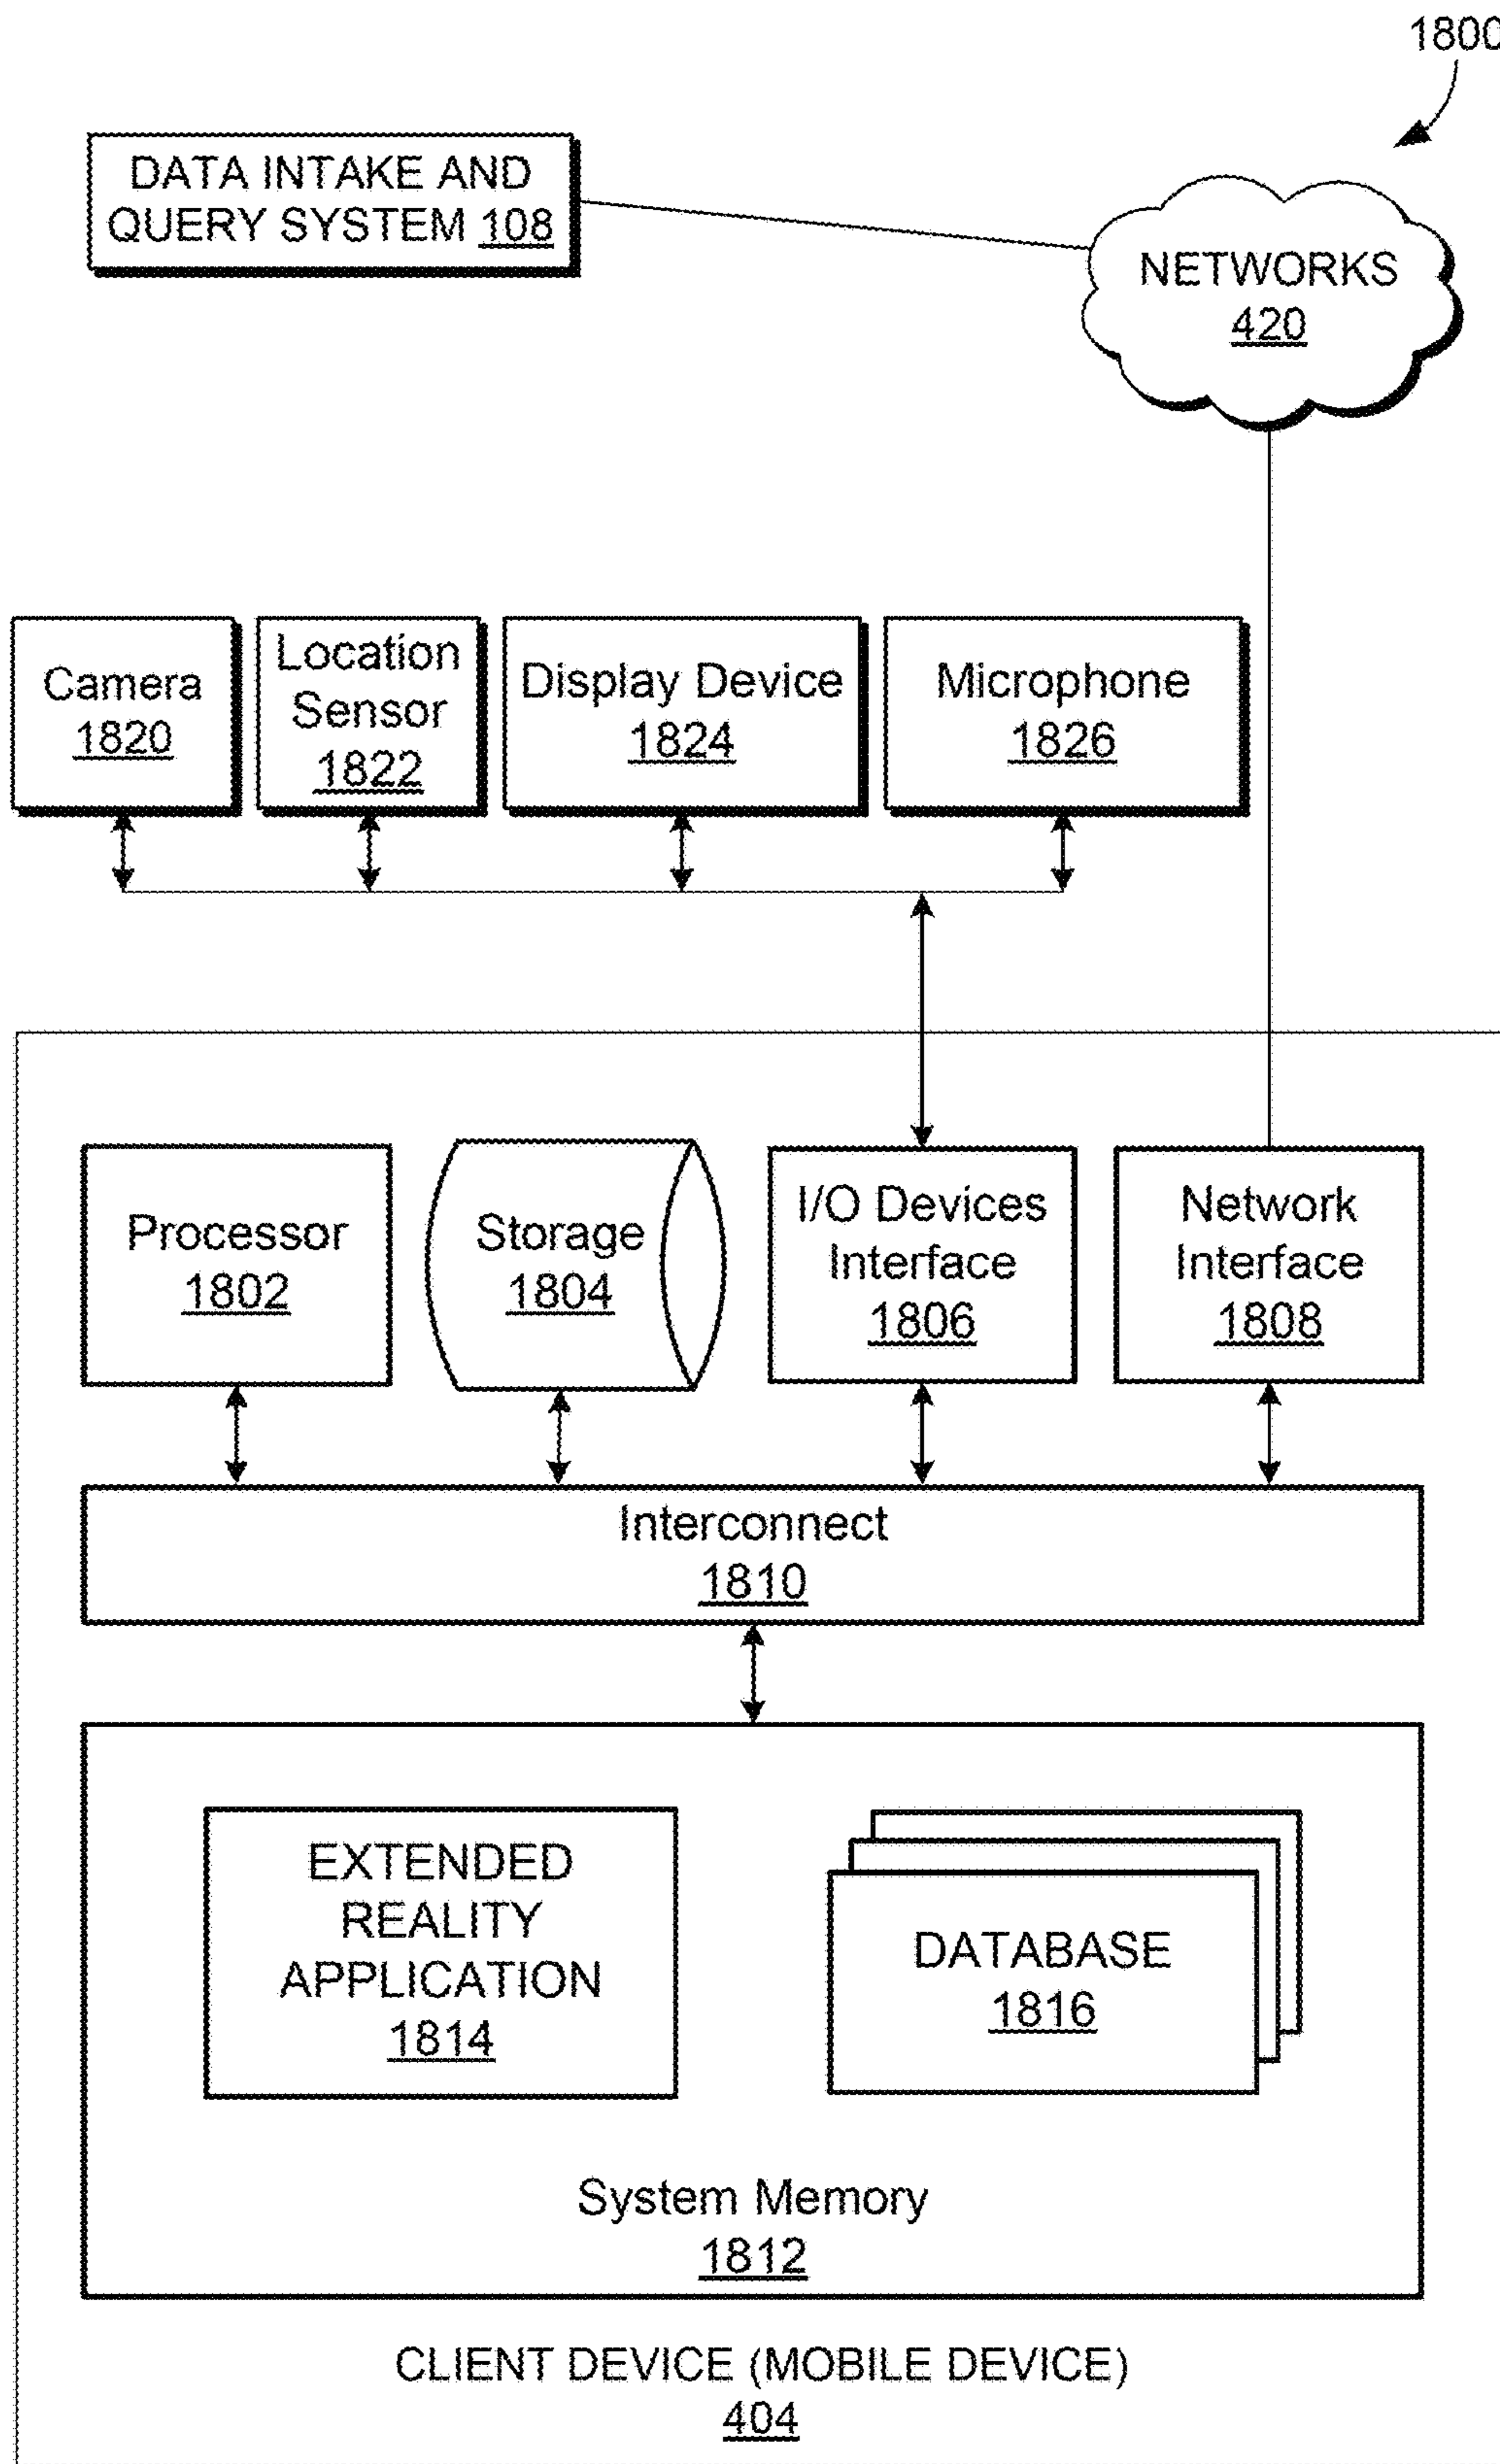 1800
DATA INTAKE AND
QUERY SYSTEM 108
NETWORKS
420
Camera
1820
Location
Sensor
1822
Display Device
1824
Microphone
1826
Processor
1802
Storage
1804
I/O Devices
Interface
1806
Network
Interface
1808
Interconnect
1810
EXTENDED
REALITY
APPLICATION
1814
DATABASE
1816
System Memory
1812
CLIENT DEVICE (MOBILE DEVICE)
404